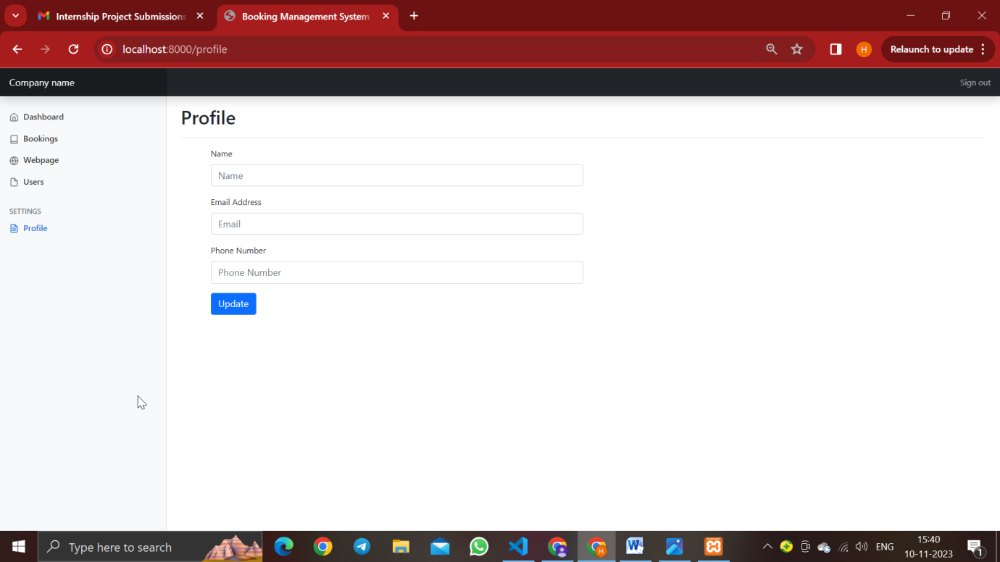 Internship Project Submissions
Booking Management System
localhost:8000/profile
H
Relaunch to update
Company name
Sign out
Dashboard
Bookings
Webpage
Users
SETTINGS
Profile
Profile
Name
Name
Email Address
Email
Phone Number
Phone Number
Update
Type here to search
H
W
ENG
15:40
10-11-2023
1